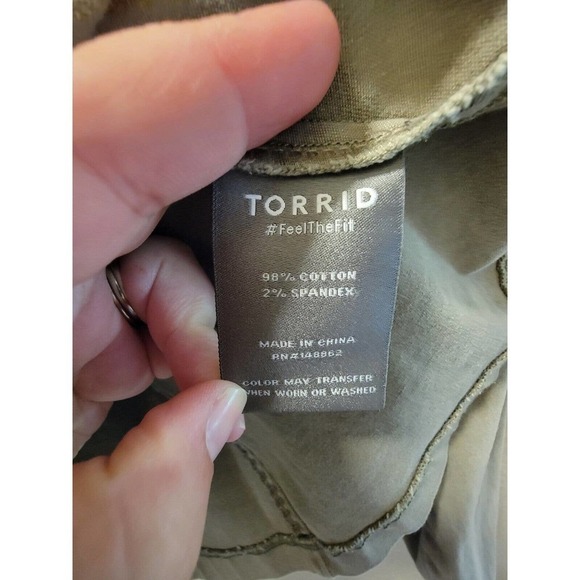 TORRID
#FeelTheFit
98% COTTON
2% SPANDEX
MADE IN CHINA
RN#148862
COLOR MAY TRANSFER
WHEN WORN OR WASHED